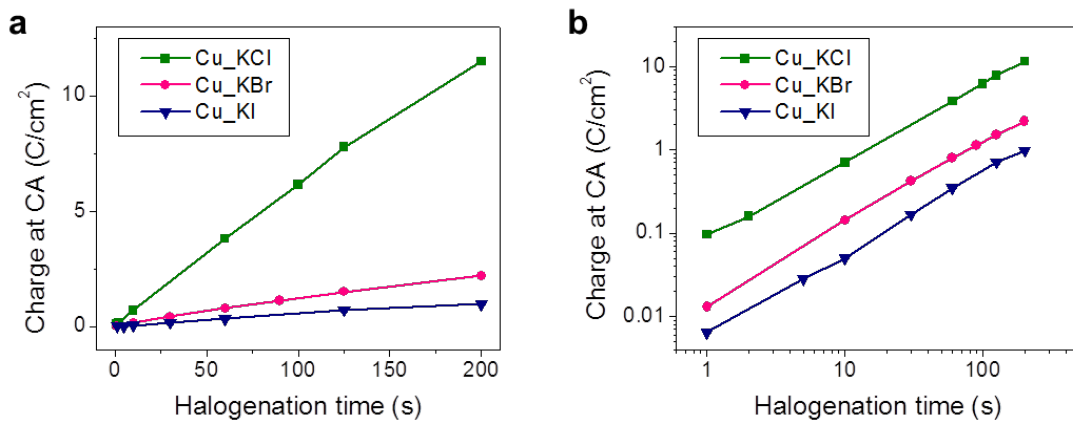 a
Cu_KCl
Cu_KBr
Cu_KI
Charge at CA (C/cm²)
10
5
0
0
50
100
150
200
Halogenation time (s)
b
Cu_KCl
Cu_KBr
Cu_KI
Charge at CA (C/cm²)
10
1
0.1
0.01
1
10
100
Halogenation time (s)